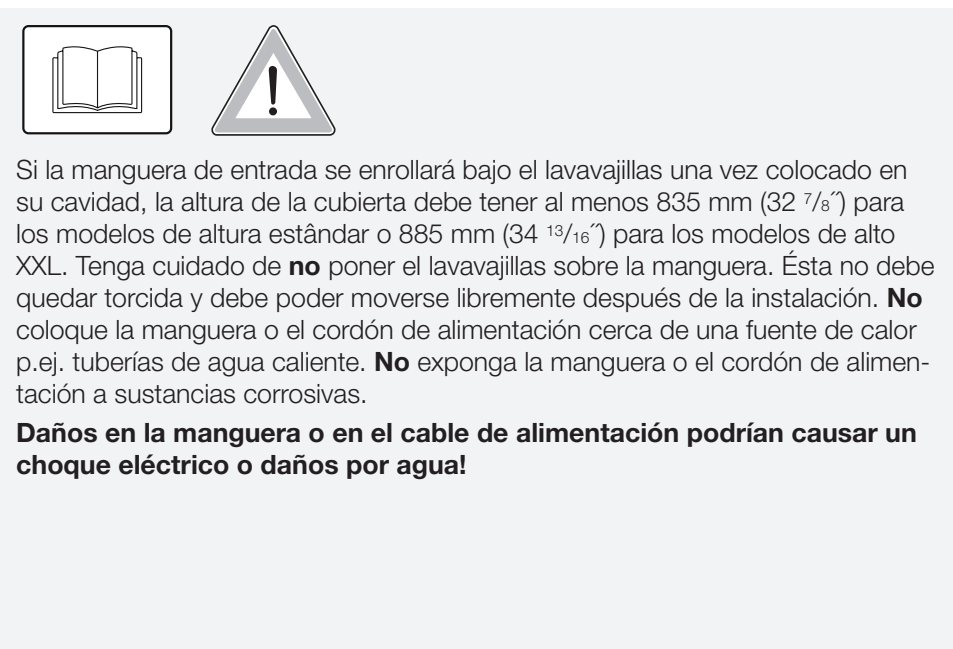 Si la manguera de entrada se enrollará bajo el lavavajillas una vez colocado en
su cavidad, la altura de la cubierta debe tener al menos 835 mm (32 7/8˝) para
los modelos de altura estândar o 885 mm (34 13/16˝) para los modelos de alto
XXL. Tenga cuidado de no poner el lavavajillas sobre la manguera. Ésta no debe
quedar torcida y debe poder moverse libremente después de la instalación. No
coloque la manguera o el cordón de alimentación cerca de una fuente de calor
p.ej. tuberías de agua caliente. No exponga la manguera o el cordón de alimen-
tación a sustancias corrosivas.
Daños en la manguera o en el cable de alimentación podrían causar un
choque eléctrico o daños por agua!